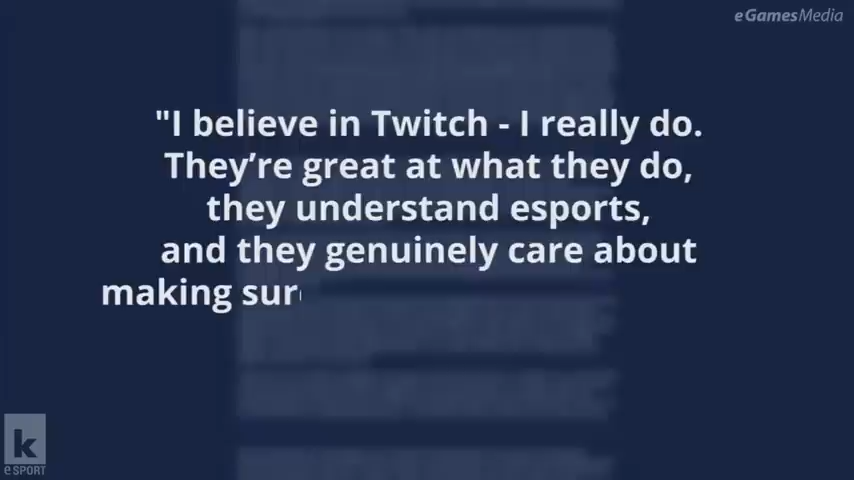 eGamesMedia
"I believe in Twitch - I really do.
They’re great at what they do,
they understand esports,
and they genuinely care about
making sur
k
e SPORT